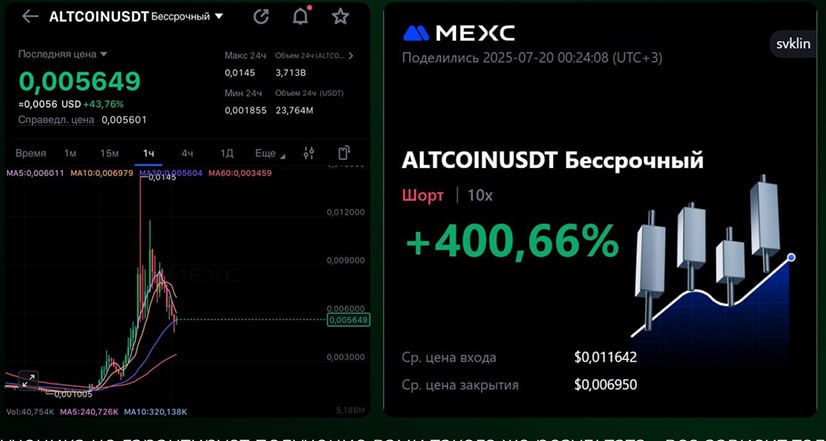 ALTCOINUSDT Бессрочный
Последняя цена
0,005649
≈0,0056 USD +43,76%
Справедл. цена 0,005601
Макс 24ч
0,0145
Мин 24ч
0,001855
Объем 24ч (ALTCO...
3,713B
Объем 24ч (USDT)
23,764M
Время 1м 15м 1ч 4ч 1Д Еще
MA5:0,006011 MA10:0,006979 MA30:0,005604 MA60:0,003459
0,0145
0,012000
0,009000
0,006000
0,005649
0,003000
MEXC
0,001005
Vol:40,754K MA5:240,726K MA10:320,138K
5,188M
MEXC
Поделились 2025-07-20 00:24:08 (UTC+3)
svklin
ALTCOINUSDT Бессрочный
Шорт | 10x
+400,66%
Ср. цена входа $0,011642
Ср. цена закрытия $0,006950